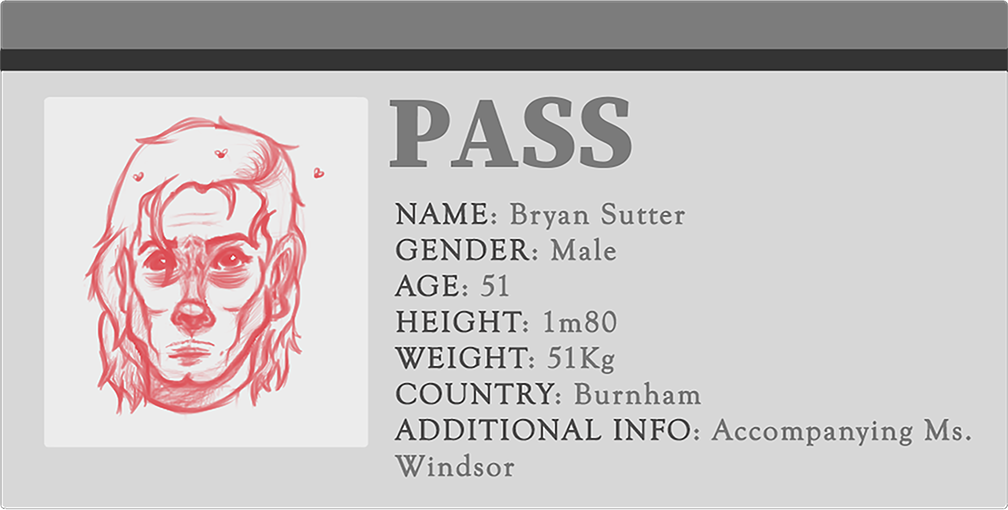 PASS
NAME: Bryan Sutter
GENDER: Male
AGE: 51
HEIGHT: 1m80
WEIGHT: 51Kg
COUNTRY: Burnham
ADDITIONAL INFO: Accompanying Ms.
Windsor